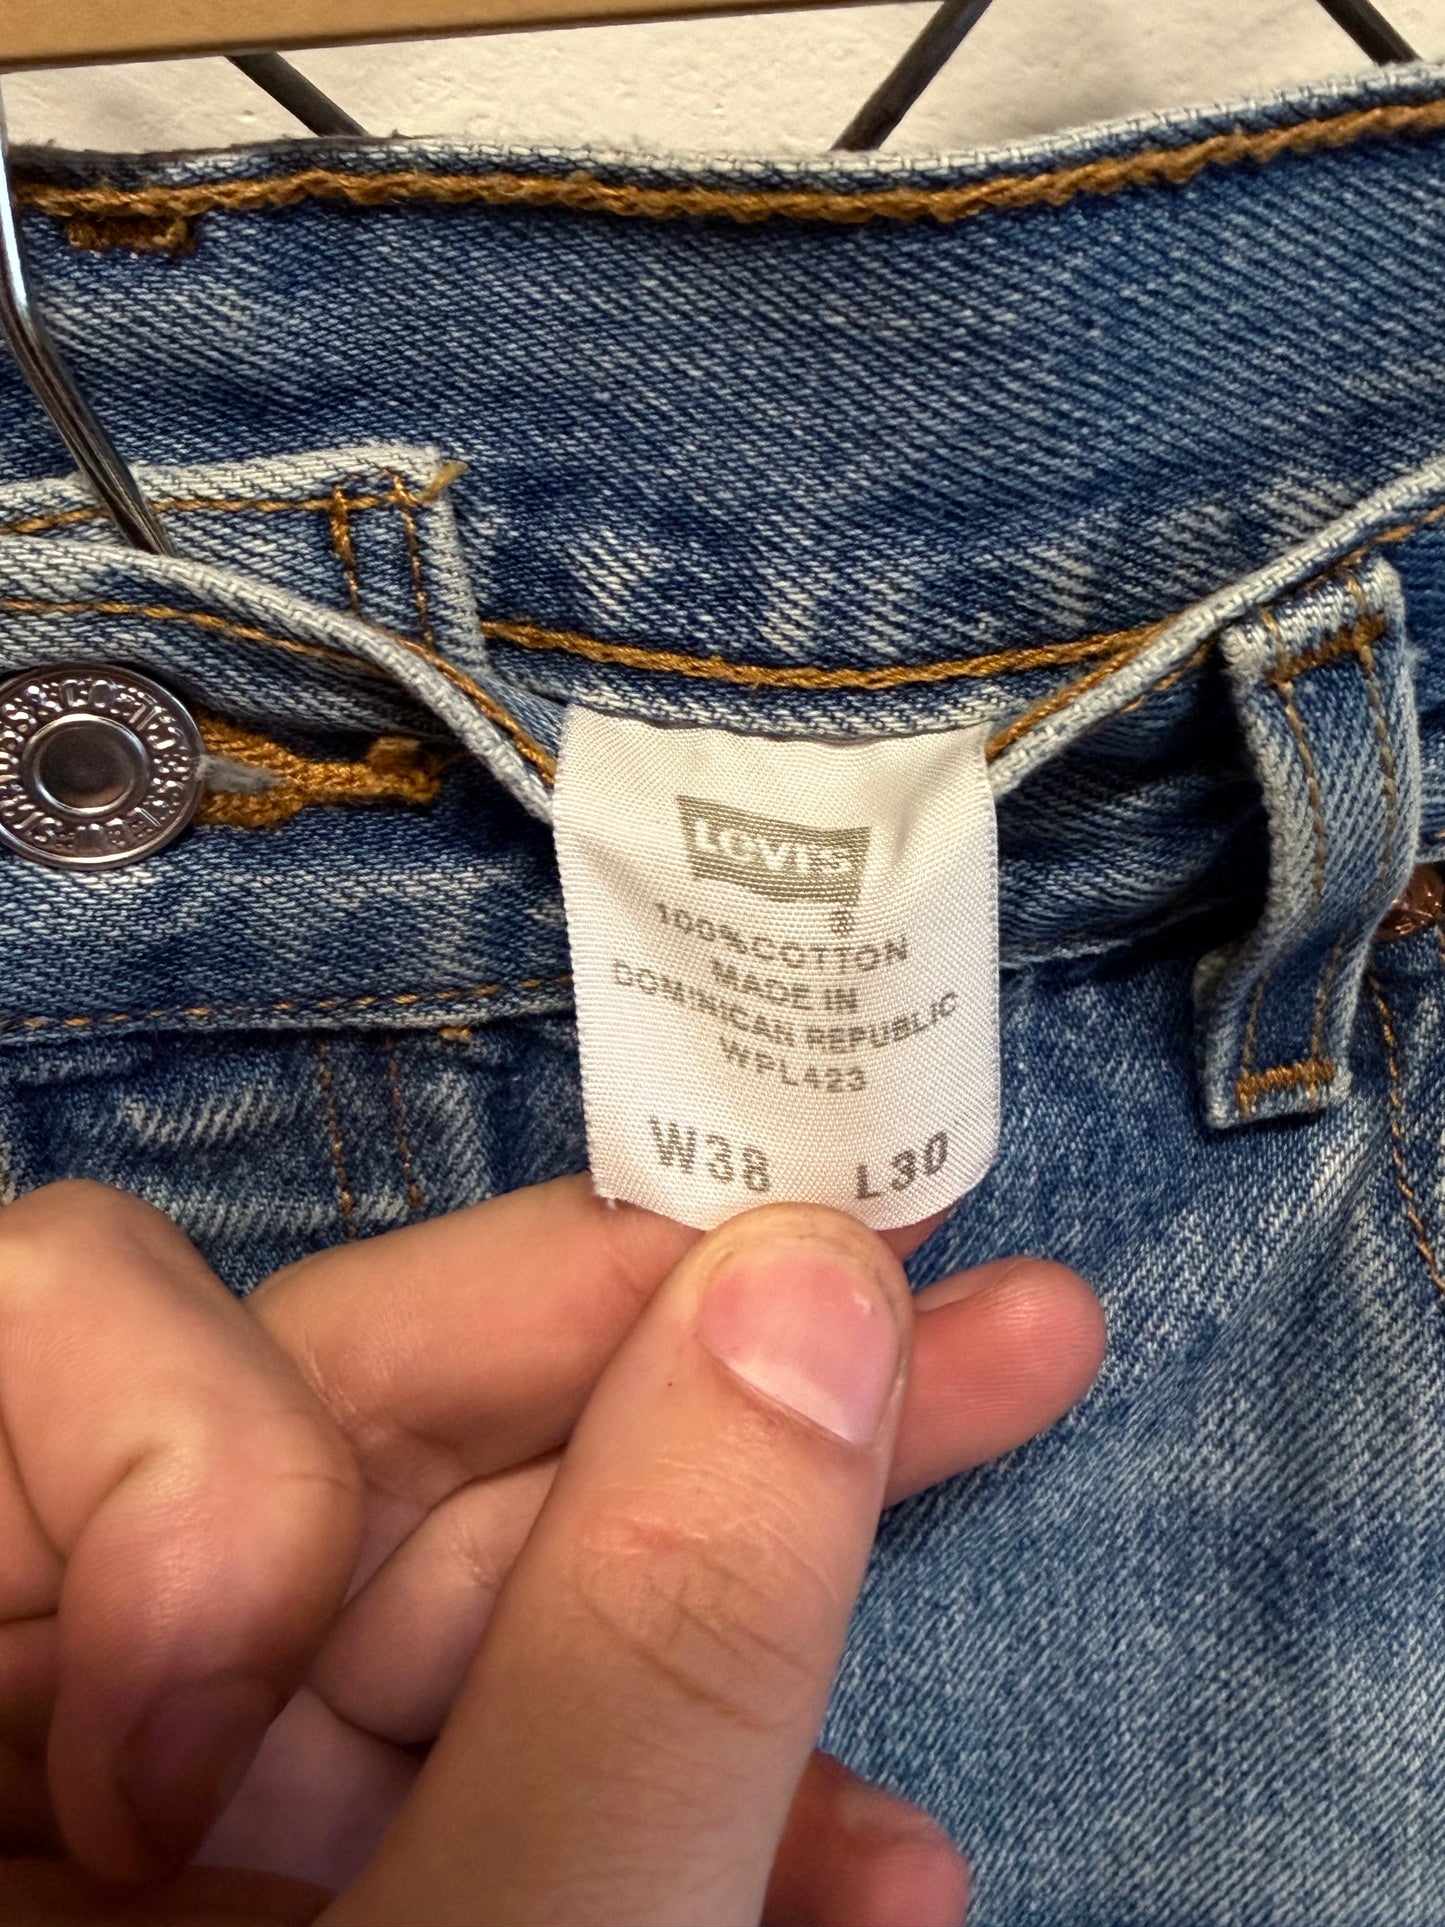 LEVI'S
®
100% COTTON
MADE IN
DOMINICAN REPUBLIC
WPL423
W38 L30